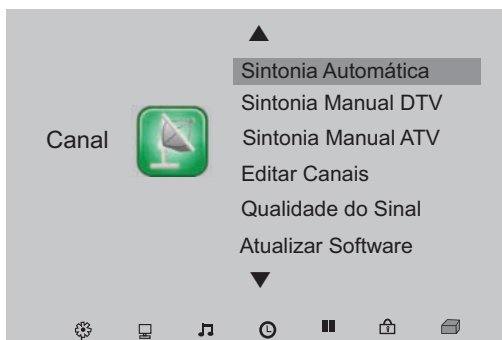 Sintonia Automática
Sintonia Manual DTV
Canal
Sintonia Manual ATV
Editar Canais
Qualidade do Sinal
Atualizar Software